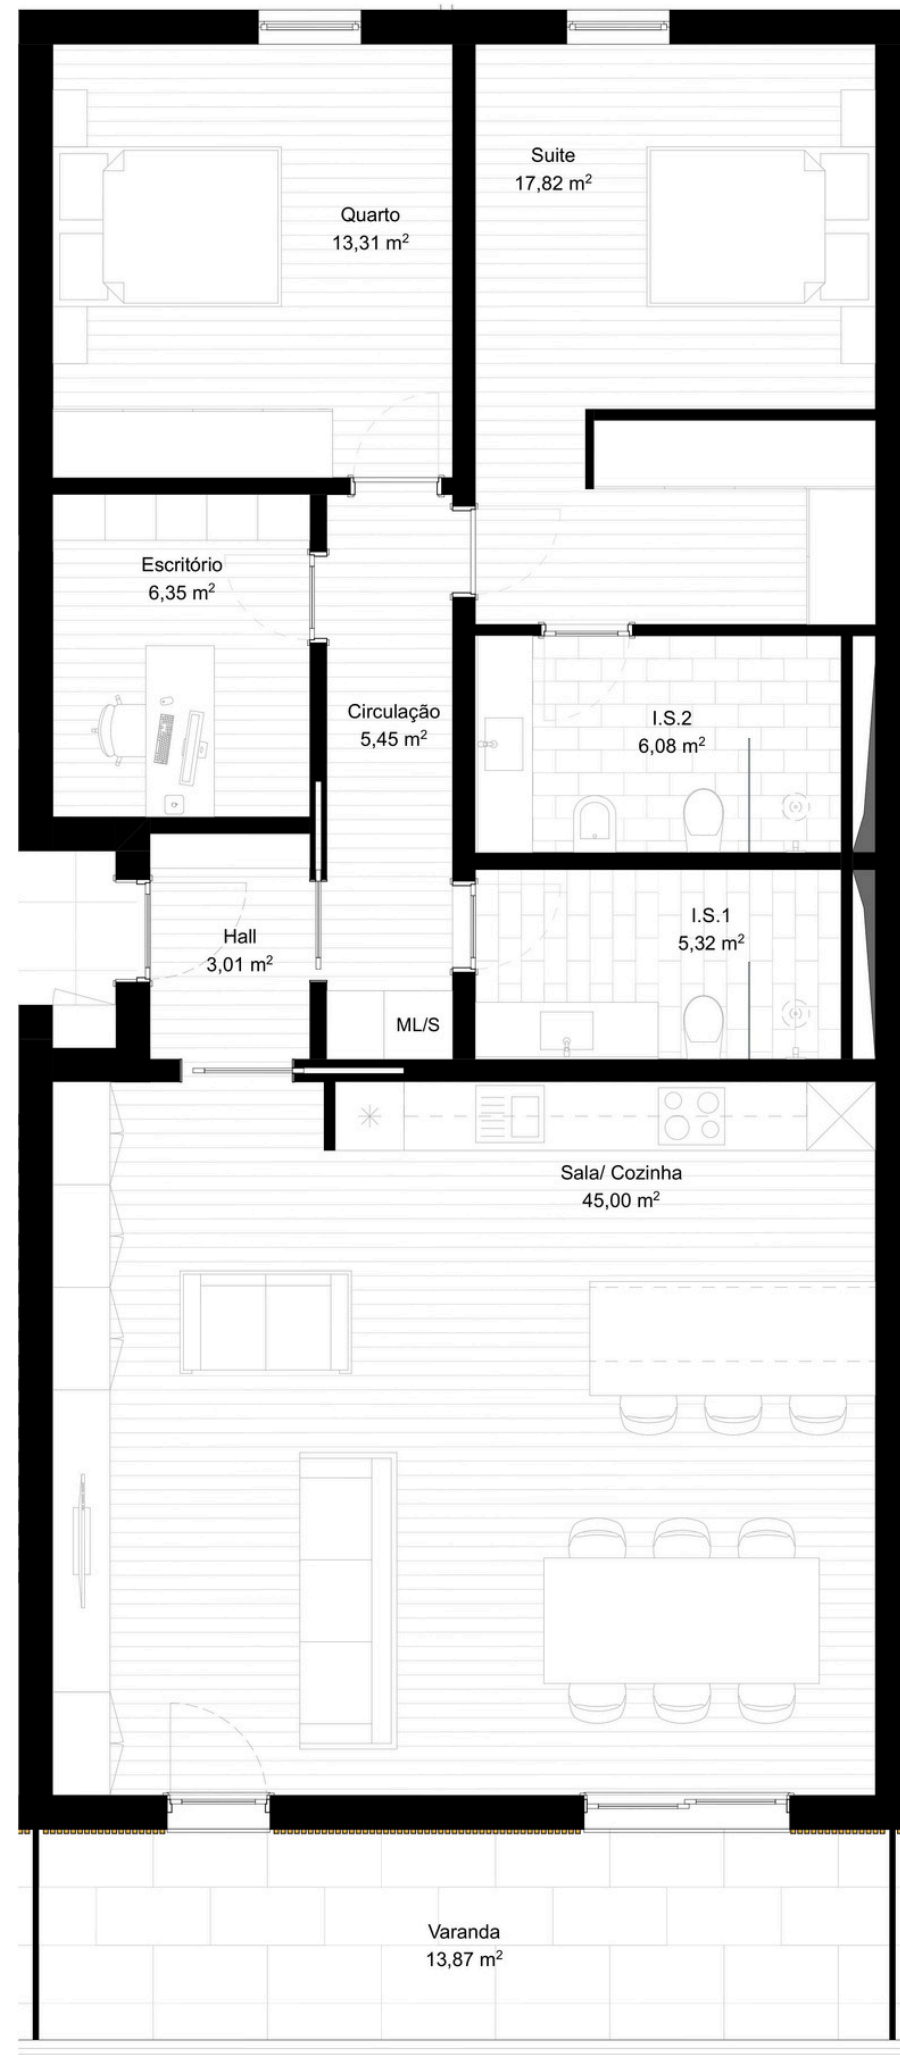 Suite
17,82 m²
Quarto
13,31 m²
Escritório
6,35 m²
Circulação
5,45 m²
I.S.2
6,08 m²
I.S.1
5,32 m²
Hall
3,01 m²
ML/S
Sala/ Cozinha
45,00 m²
Varanda
13,87 m²